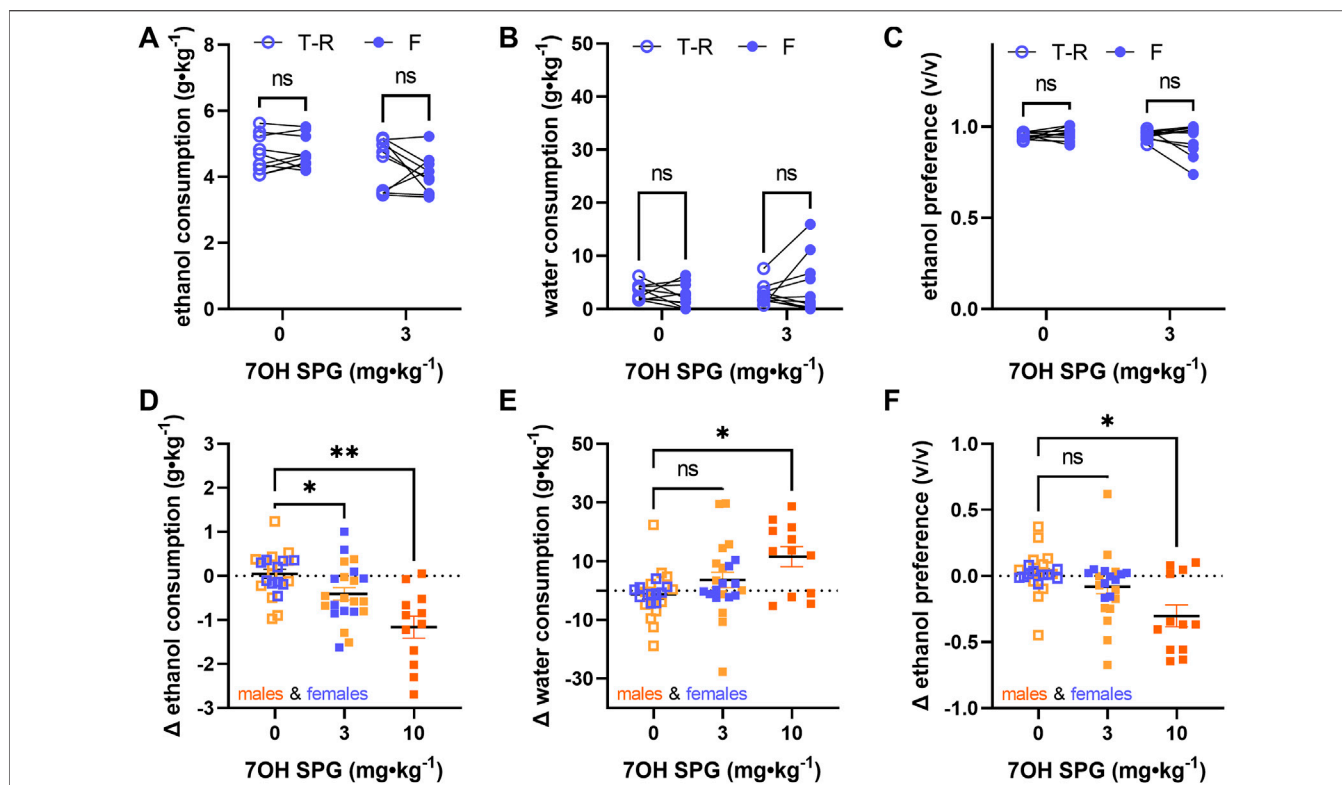 A
T-R
F
ethanol consumption (g•kg-1)
8
6
4
2
0
ns
ns
0
3
7OH SPG (mg•kg-1)
B
T-R
F
water consumption (g•kg-1)
50
40
30
20
10
0
ns
ns
0
3
7OH SPG (mg•kg-1)
C
T-R
F
ethanol preference (v/v)
1.0
0.5
0.0
ns
ns
0
3
7OH SPG (mg•kg-1)
D
Δ ethanol consumption (g•kg-1)
3
2
1
0
-1
-2
-3
**
*
males & females
0
3
10
7OH SPG (mg•kg-1)
E
Δ water consumption (g•kg-1)
50
30
10
-10
-30
*
ns
males & females
0
3
10
7OH SPG (mg•kg-1)
F
Δ ethanol preference (v/v)
1.0
0.5
0.0
-0.5
-1.0
*
ns
males & females
0
3
10
7OH SPG (mg•kg-1)